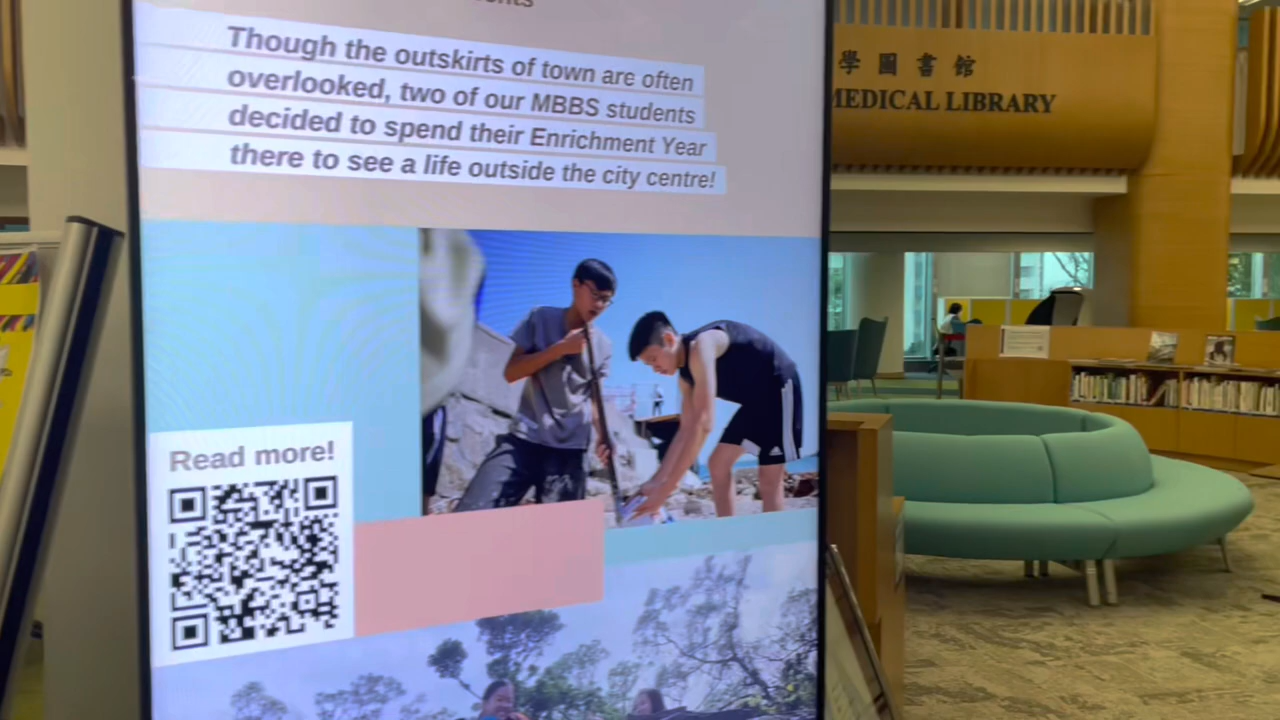 Though the outskirts of town are often
overlooked, two of our MBBS students
decided to spend their Enrichment Year
there to see a life outside the city centre!
Read more!
學圖書館
MEDICAL LIBRARY